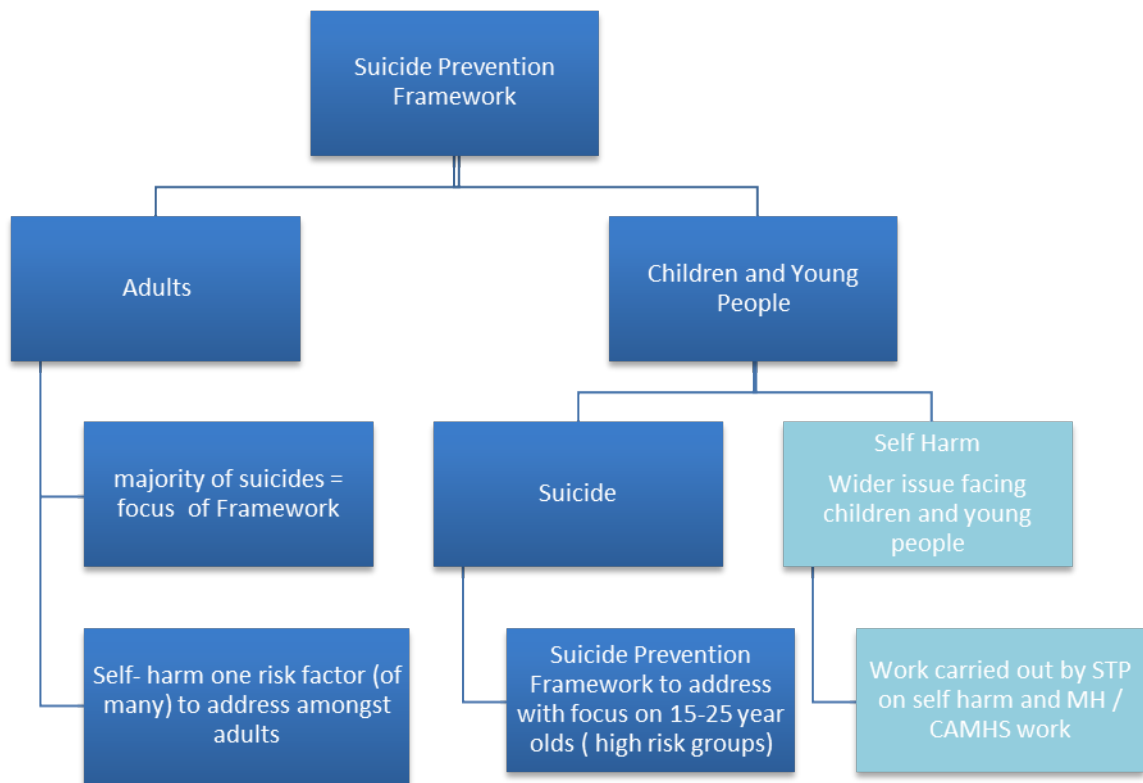 Suicide Prevention
Framework
Adults
Children and Young
People
majority of suicides =
focus of Framework
Suicide
Self Harm
Wider issue facing
children and young
people
Self- harm one risk factor (of
many) to address amongst
adults
Suicide Prevention
Framework to address
with focus on 15-25 year
olds ( high risk groups)
Work carried out by STP
on self harm and MH /
CAMHS work